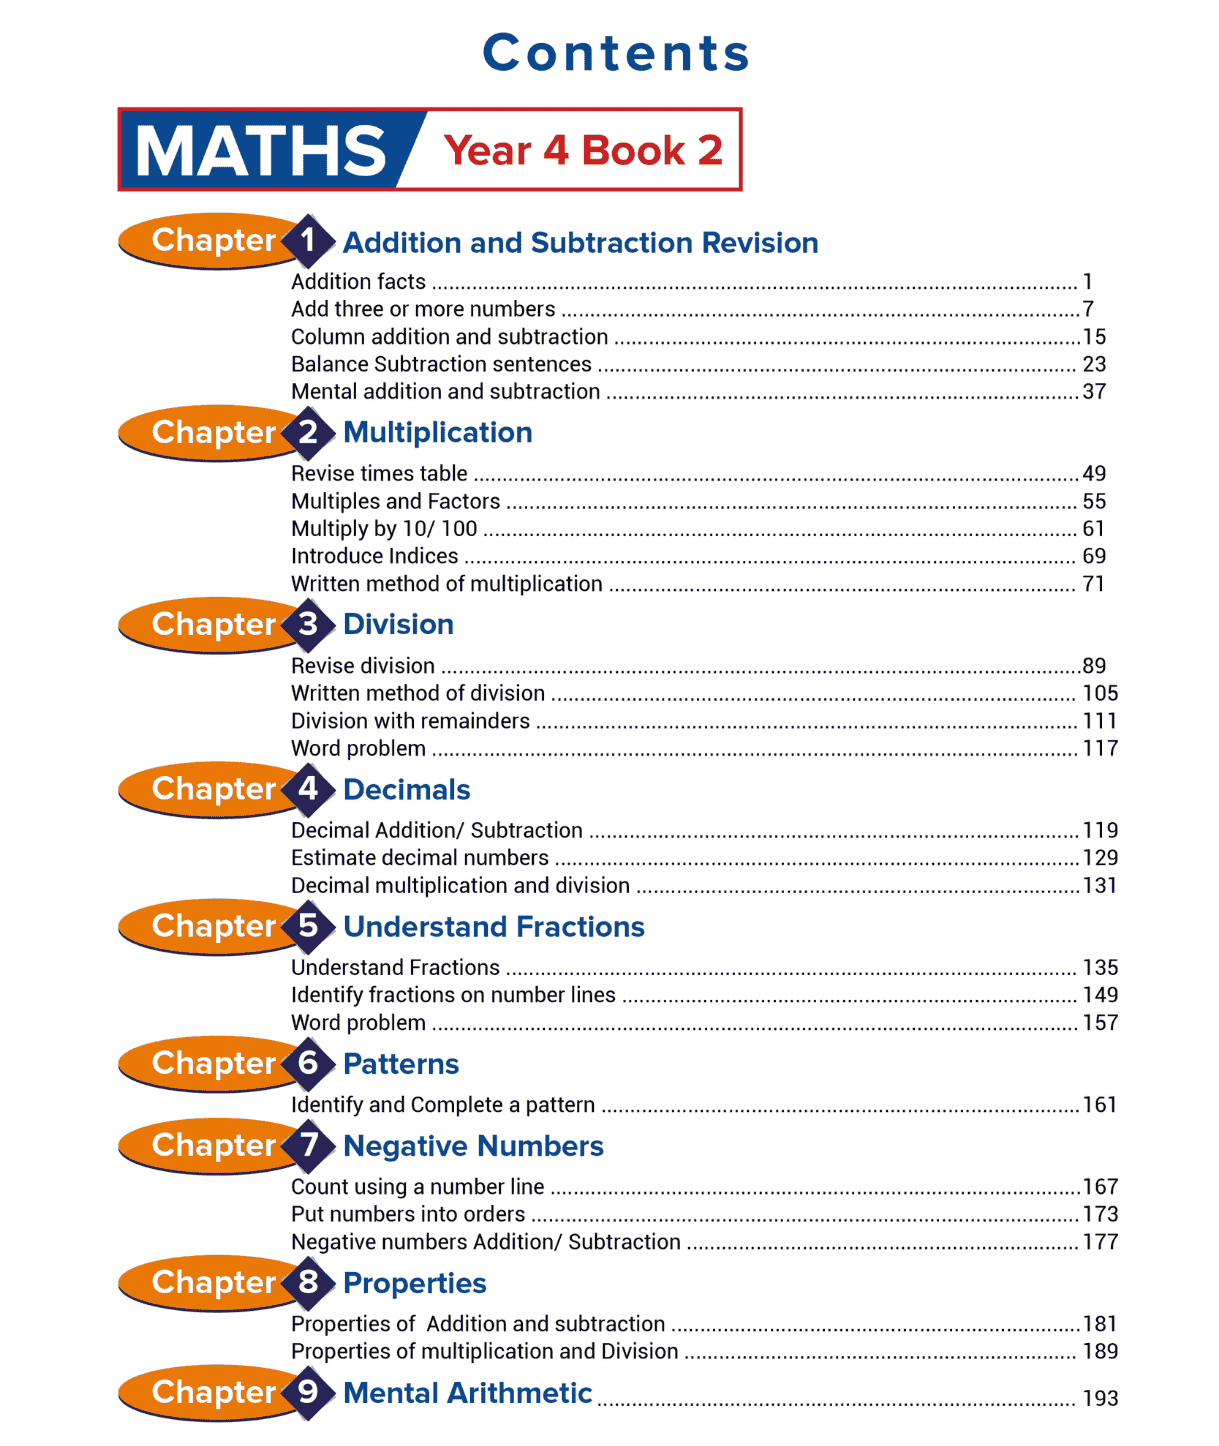 Contents
MATHS Year 4 Book 2
Chapter 1 Addition and Subtraction Revision
Addition facts ........ 1
Add three or more numbers ........ 7
Column addition and subtraction ........ 15
Balance Subtraction sentences ........ 23
Mental addition and subtraction ........ 37
Chapter 2 Multiplication
Revise times table ........ 49
Multiples and Factors ........ 55
Multiply by 10/ 100 ........ 61
Introduce Indices ........ 69
Written method of multiplication ........ 71
Chapter 3 Division
Revise division ........ 89
Written method of division ........ 105
Division with remainders ........ 111
Word problem ........ 117
Chapter 4 Decimals
Decimal Addition/ Subtraction ........ 119
Estimate decimal numbers ........ 129
Decimal multiplication and division ........ 131
Chapter 5 Understand Fractions
Understand Fractions ........ 135
Identify fractions on number lines ........ 149
Word problem ........ 157
Chapter 6 Patterns
Identify and Complete a pattern ........ 161
Chapter 7 Negative Numbers
Count using a number line ........ 167
Put numbers into orders ........ 173
Negative numbers Addition/ Subtraction ........ 177
Chapter 8 Properties
Properties of Addition and subtraction ........ 181
Properties of multiplication and Division ........ 189
Chapter 9 Mental Arithmetic ........ 193